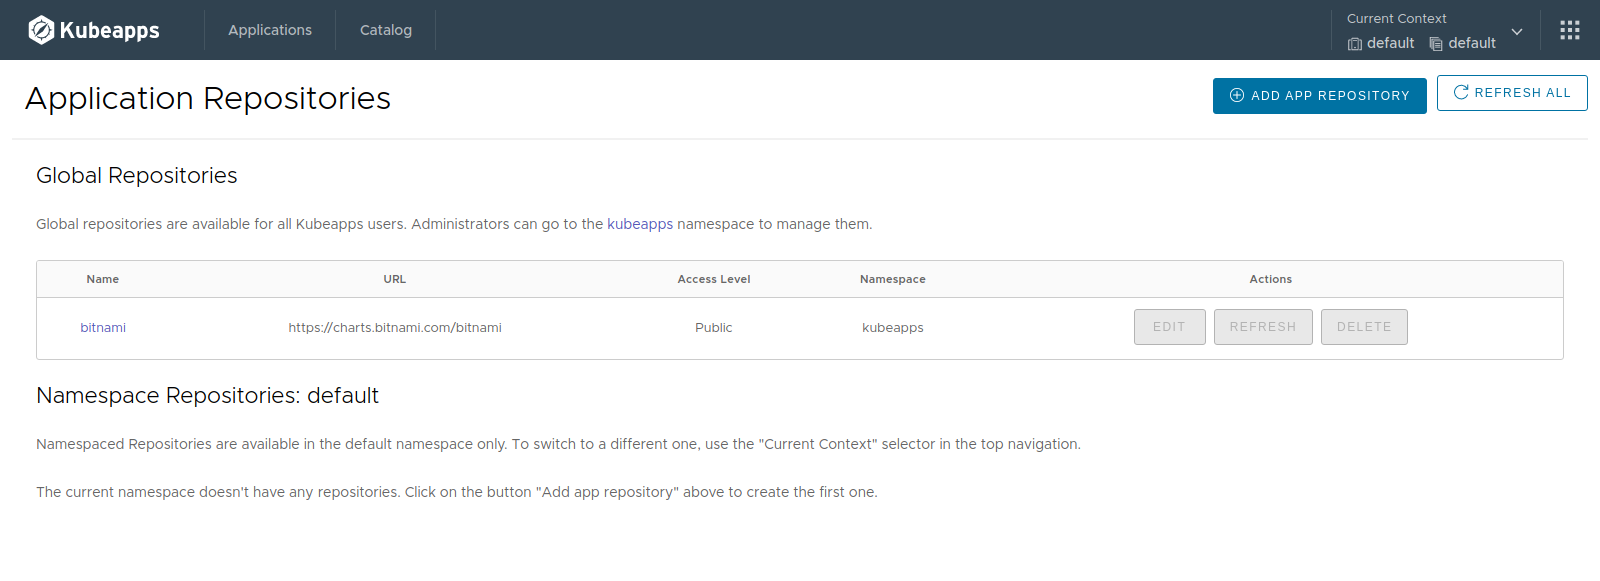 Kubeapps Applications Catalog Current Context
default default
Application Repositories ADD APP REPOSITORY REFRESH ALL
Global Repositories
Global repositories are available for all Kubeapps users. Administrators can go to the kubeapps namespace to manage them.
Name URL Access Level Namespace Actions
bitnami https://charts.bitnami.com/bitnami Public kubeapps EDIT REFRESH DELETE
Namespace Repositories: default
Namespaced Repositories are available in the default namespace only. To switch to a different one, use the "Current Context" selector in the top navigation.
The current namespace doesn't have any repositories. Click on the button "Add app repository" above to create the first one.